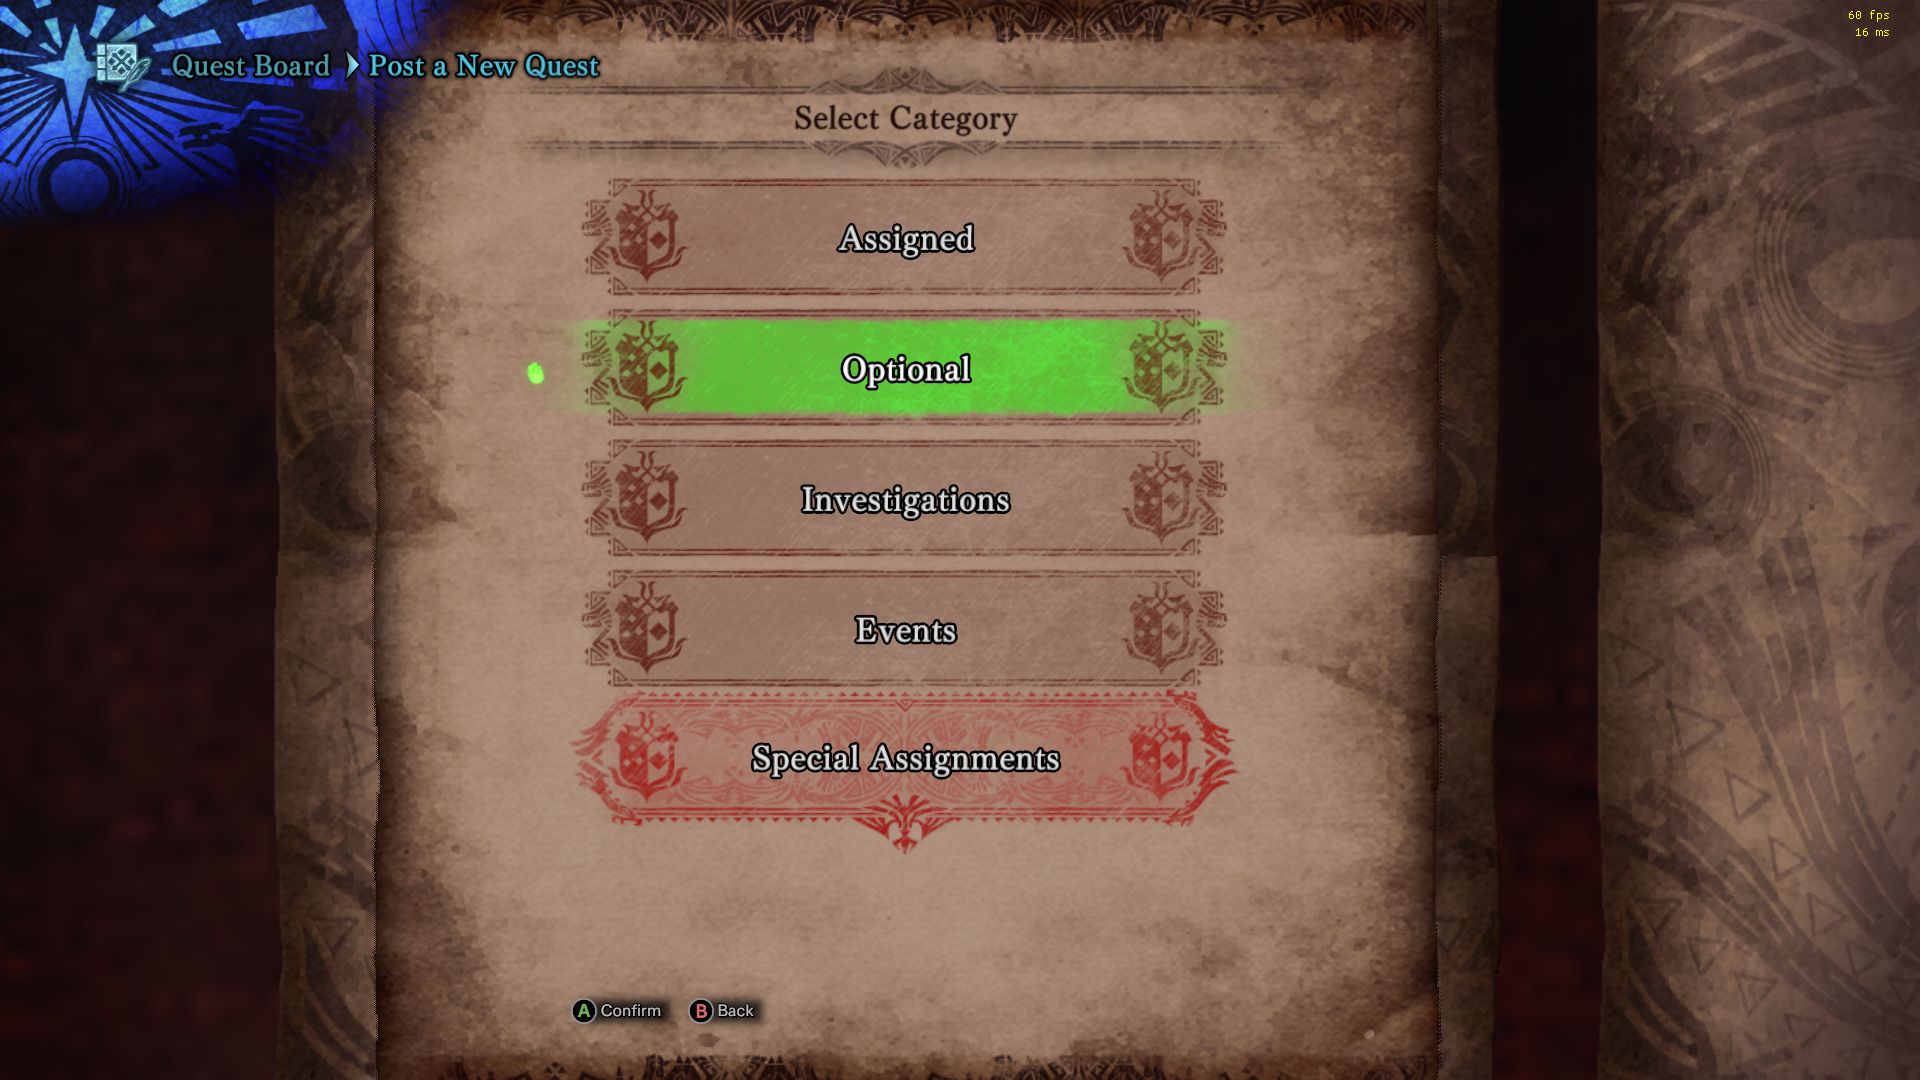 60 fps
16 ms
Quest Board Post a New Quest
Select Category
Assigned
Optional
Investigations
Events
Special Assignments
A Confirm B Back